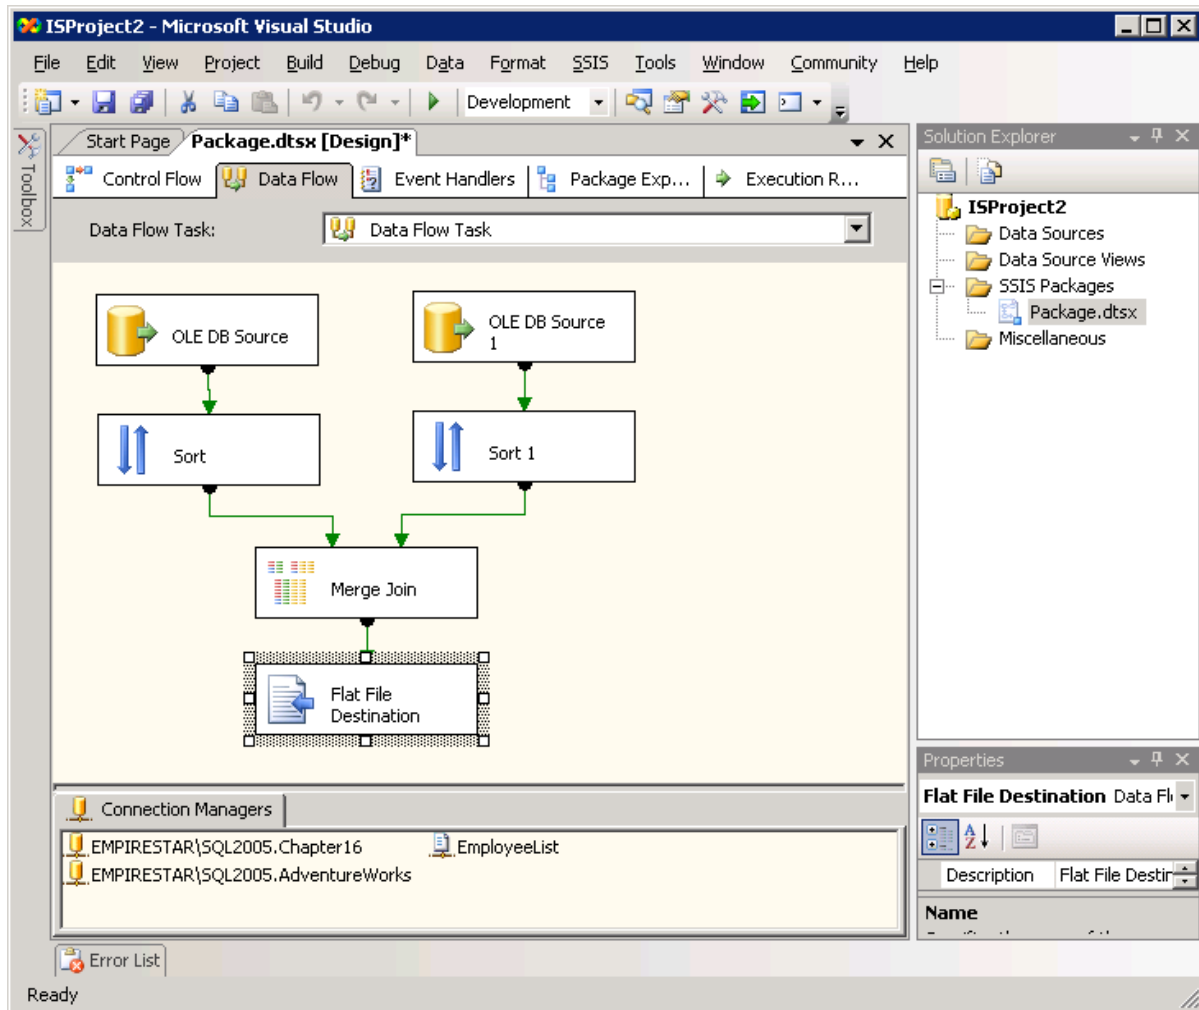 ISProject2 - Microsoft Visual Studio
File Edit View Project Build Debug Data Format SSIS Tools Window Community Help
Development
Toolbox
Start Page Package.dtsx [Design]*
Control Flow Data Flow Event Handlers Package Exp... Execution R...
Data Flow Task: Data Flow Task
OLE DB Source
OLE DB Source
1
Sort
Sort 1
Merge Join
Flat File
Destination
Connection Managers
EMPIRESTAR\SQL2005.Chapter16 EmployeeList
EMPIRESTAR\SQL2005.AdventureWorks
Error List
Ready
Solution Explorer
ISProject2
Data Sources
Data Source Views
SSIS Packages
Package.dtsx
Miscellaneous
Properties
Flat File Destination Data Fl
Description Flat File Destin
Name